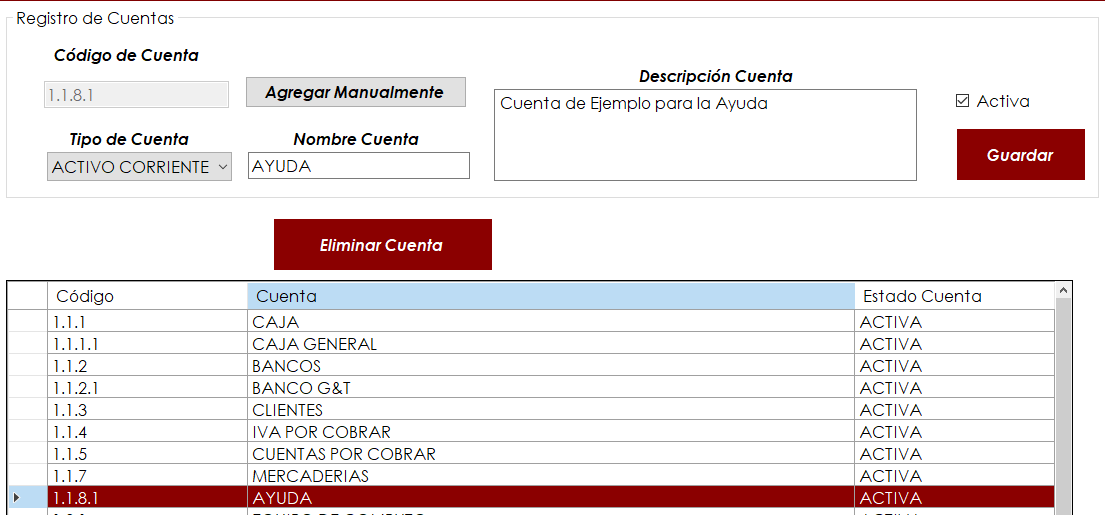 Registro de Cuentas
Código de Cuenta
1.1.8.1
Agregar Manualmente
Tipo de Cuenta
ACTIVO CORRIENTE
Nombre Cuenta
AYUDA
Descripción Cuenta
Cuenta de Ejemplo para la Ayuda
Activa
Guardar
Eliminar Cuenta
Código Cuenta Estado Cuenta
1.1.1 CAJA ACTIVA
1.1.1.1 CAJA GENERAL ACTIVA
1.1.2 BANCOS ACTIVA
1.1.2.1 BANCO G&T ACTIVA
1.1.3 CLIENTES ACTIVA
1.1.4 IVA POR COBRAR ACTIVA
1.1.5 CUENTAS POR COBRAR ACTIVA
1.1.7 MERCADERIAS ACTIVA
1.1.8.1 AYUDA ACTIVA